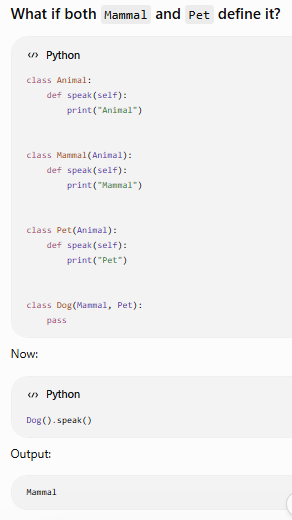 What if both Mammal and Pet define it?
</> Python
class Animal:
    def speak(self):
        print("Animal")
class Mammal(Animal):
    def speak(self):
        print("Mammal")
class Pet(Animal):
    def speak(self):
        print("Pet")
class Dog(Mammal, Pet):
    pass
Now:
</> Python
Dog().speak()
Output:
Mammal